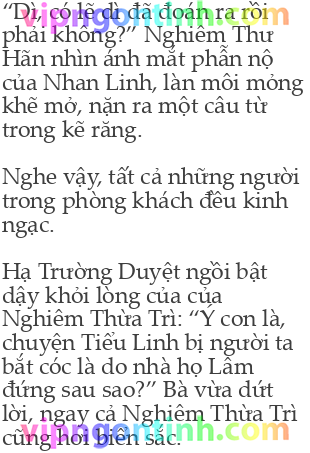 “Dì, có lẽ dì đã đoán ra rồi
vipngontinh.com
phải không?” Nghiêm Thư
Hãn nhìn ánh mắt phẫn nộ
của Nhan Linh, làn môi mỏng
khẽ mở, nặn ra một câu từ
trong kẽ răng.
Nghe vậy, tất cả những người
trong phòng khách đều kinh
ngạc.
Hạ Trường Duyệt ngồi bật
dậy khỏi lòng của của
Nghiêm Thừa Trì: “Ý con là,
chuyện Tiểu Linh bị người ta
bắt cóc là do nhà họ Lâm
đứng sau sao?” Bà vừa dứt
lời, ngay cả Nghiêm Thừa Trì
vipngontinh.com
cũng hơi biến sắc.